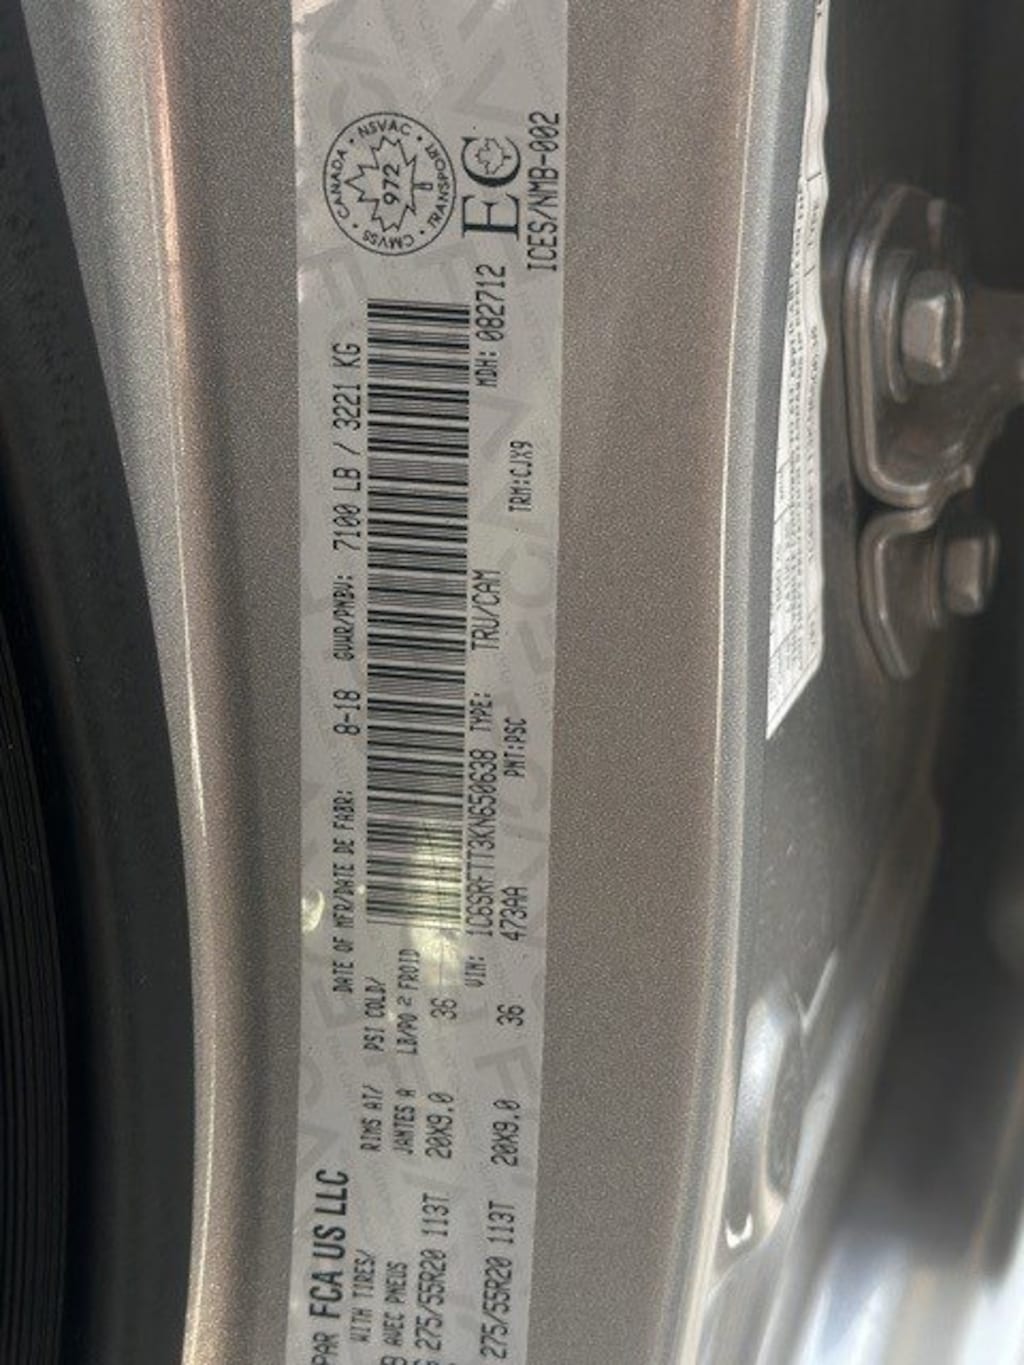 PAR FCA US LLC
DATE OF MFR/DATE DE FABR: 8-18 GVWR/PNBV: 7100 LB / 3221 KG
WITH TIRES/ RIMS AT/ PSI COLD/
AVEC PNEUS JANTES A LB/PO 2 FROID
275/55R20 113T 20X9.0 36
VIN: 1C6SRFTT3KN650638 TYPE: TRU/CAM MDH: 082712
275/55R20 113T 20X9.0 36 473AA PNT:PSC TRM:CJX9
CANADA • NSVAC • TRANSPORT • CMVSS •
972
EC
ICES/NMB-002